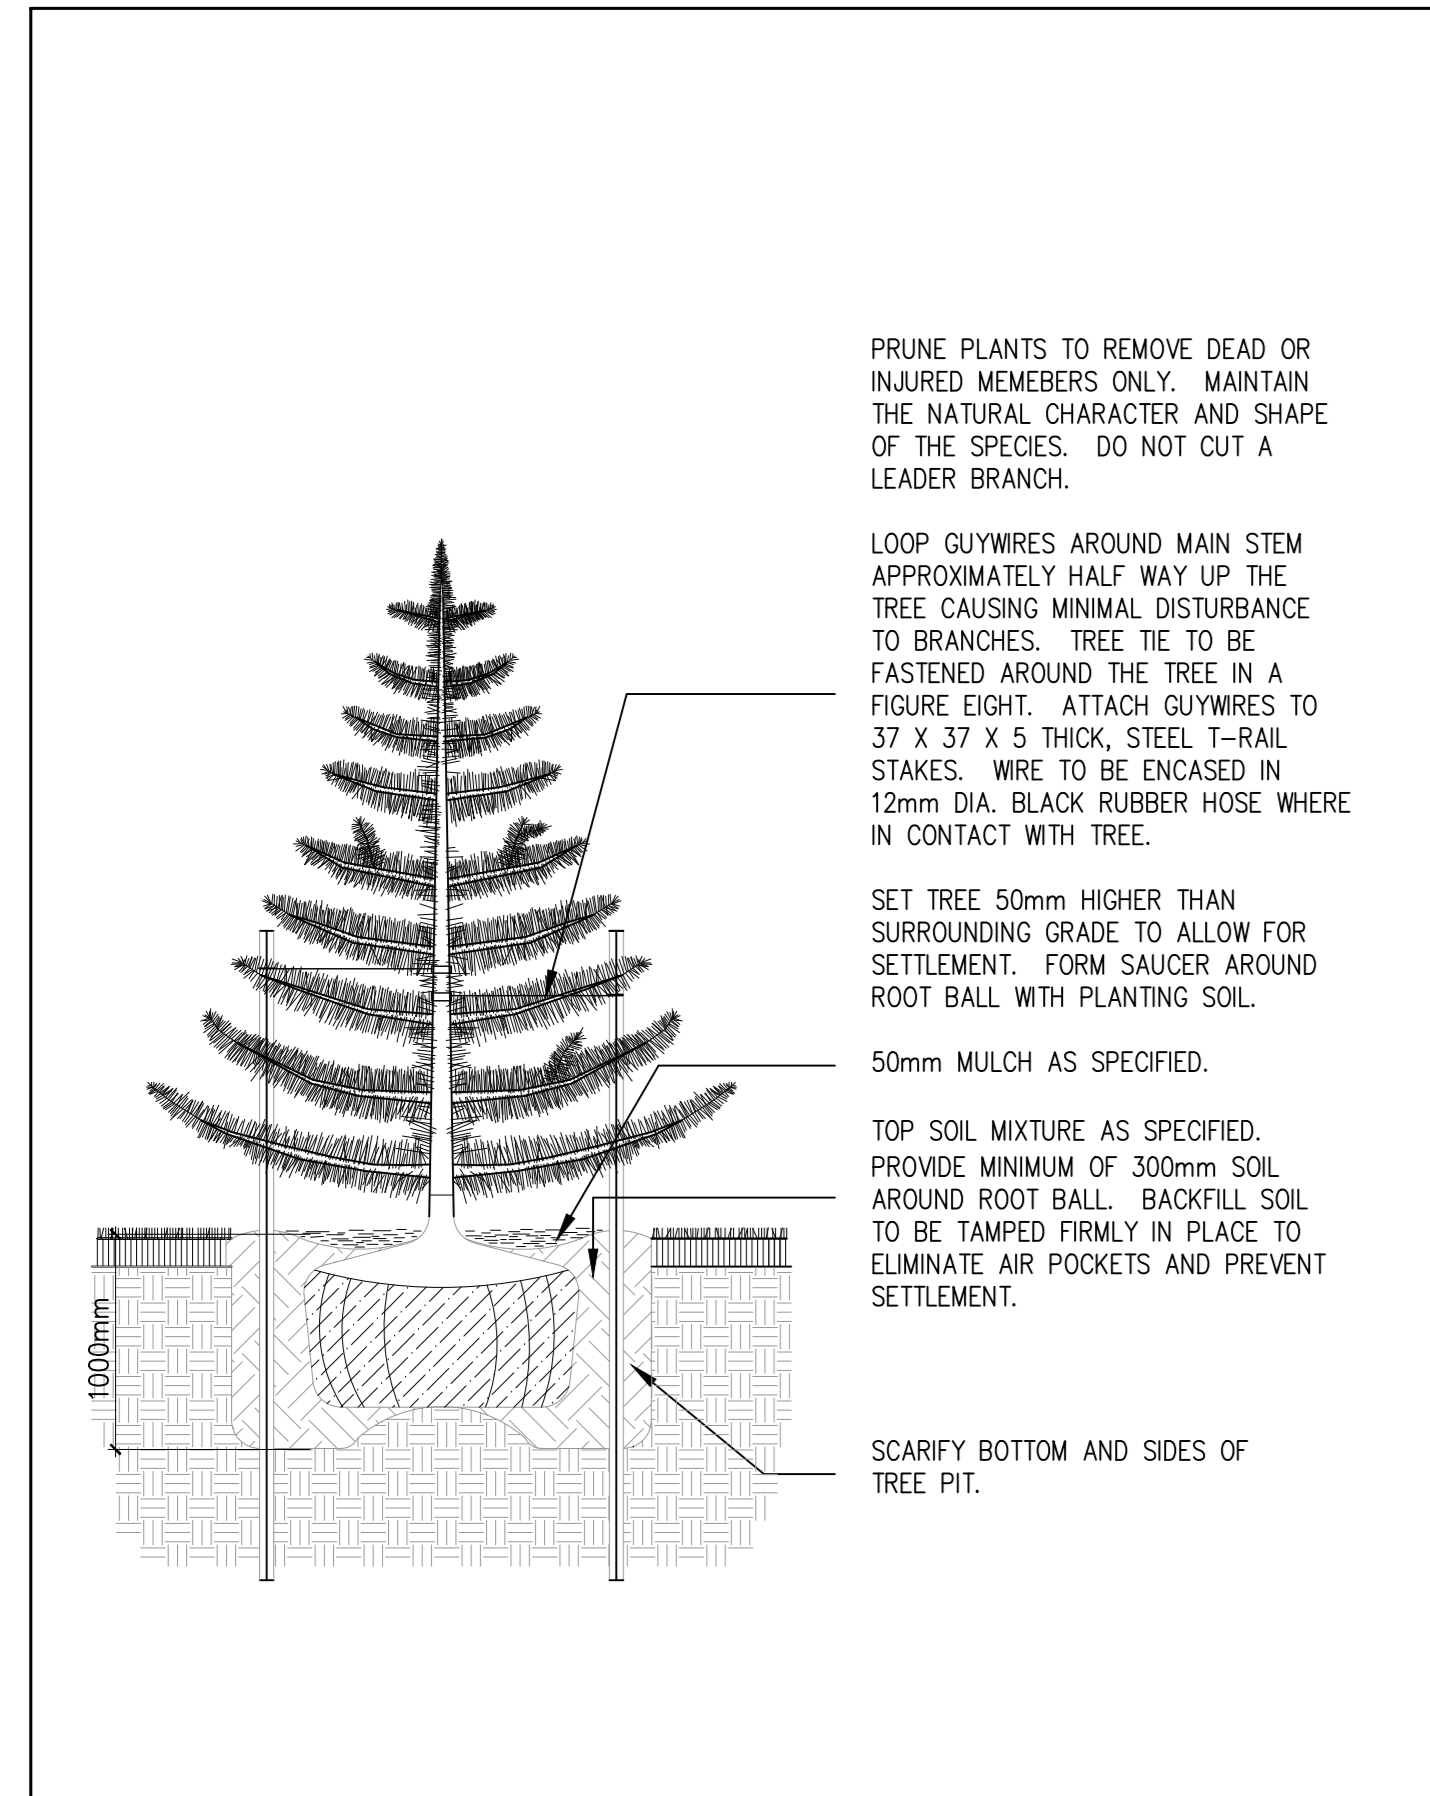 PRUNE PLANTS TO REMOVE DEAD OR
INJURED MEMEBERS ONLY. MAINTAIN
THE NATURAL CHARACTER AND SHAPE
OF THE SPECIES. DO NOT CUT A
LEADER BRANCH.
LOOP GUYWIRES AROUND MAIN STEM
APPROXIMATELY HALF WAY UP THE
TREE CAUSING MINIMAL DISTURBANCE
TO BRANCHES. TREE TIE TO BE
FASTENED AROUND THE TREE IN A
FIGURE EIGHT. ATTACH GUYWIRES TO
37 X 37 X 5 THICK, STEEL T-RAIL
STAKES. WIRE TO BE ENCASED IN
12mm DIA. BLACK RUBBER HOSE WHERE
IN CONTACT WITH TREE.
SET TREE 50mm HIGHER THAN
SURROUNDING GRADE TO ALLOW FOR
SETTLEMENT. FORM SAUCER AROUND
ROOT BALL WITH PLANTING SOIL.
50mm MULCH AS SPECIFIED.
TOP SOIL MIXTURE AS SPECIFIED.
PROVIDE MINIMUM OF 300mm SOIL
AROUND ROOT BALL. BACKFILL SOIL
TO BE TAMPED FIRMLY IN PLACE TO
ELIMINATE AIR POCKETS AND PREVENT
SETTLEMENT.
1000mm
SCARIFY BOTTOM AND SIDES OF
TREE PIT.